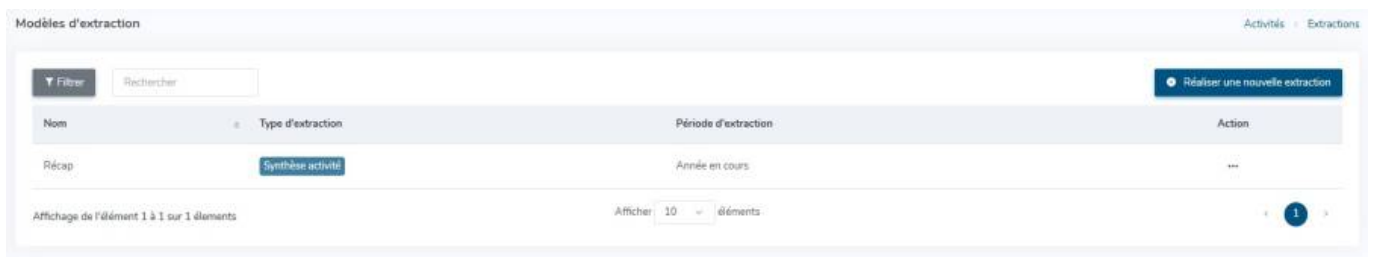 Modèles d'extraction
Activités Extractions
Filtrer Rechercher Réaliser une nouvelle extraction
Nom Type d'extraction Période d'extraction Action
Récap Synthèse activité Année en cours ...
Affichage de l'élément 1 à 1 sur 1 élements Afficher 10 éléments 1